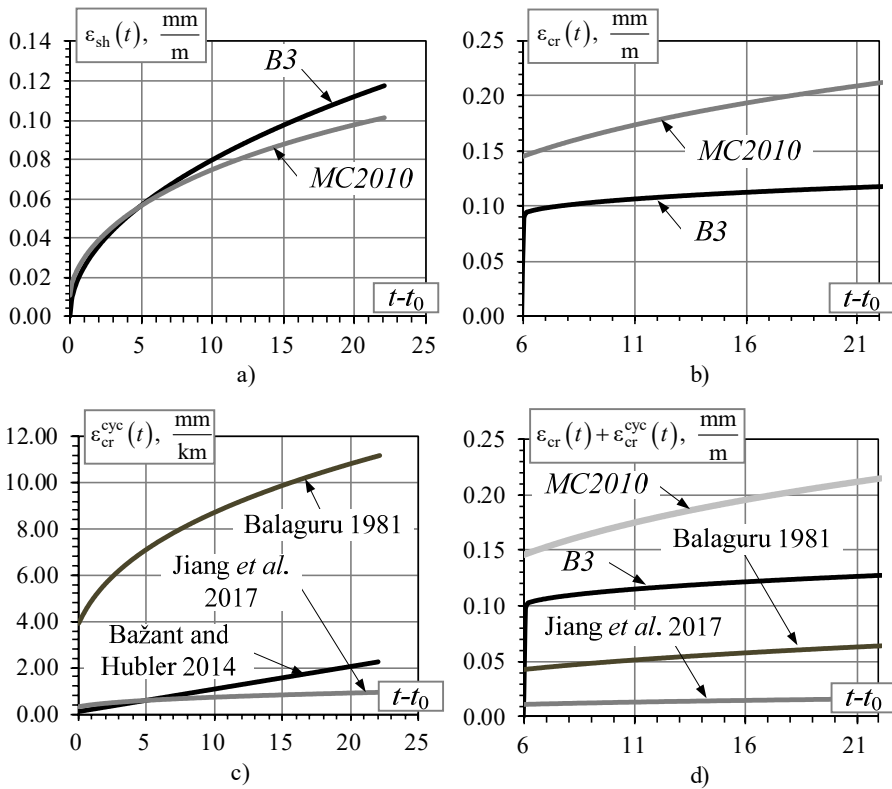 εsh(t), mm/m
0.14
0.12
0.10
0.08
0.06
0.04
0.02
0.00
B3
MC2010
t-t0
0 5 10 15 20 25
a)
εcr(t), mm/m
0.25
0.20
0.15
0.10
0.05
0.00
MC2010
B3
t-t0
6 11 16 21
b)
εcr^cyc(t), mm/km
12.00
10.00
8.00
6.00
4.00
2.00
0.00
Balaguru 1981
Jiang et al.
2017
Bažant and
Hubler 2014
t-t0
0 5 10 15 20 25
c)
εcr(t)+εcr^cyc(t), mm/m
0.25
0.20
0.15
0.10
0.05
0.00
MC2010
Balaguru 1981
B3
Jiang et al. 2017
t-t0
6 11 16 21
d)